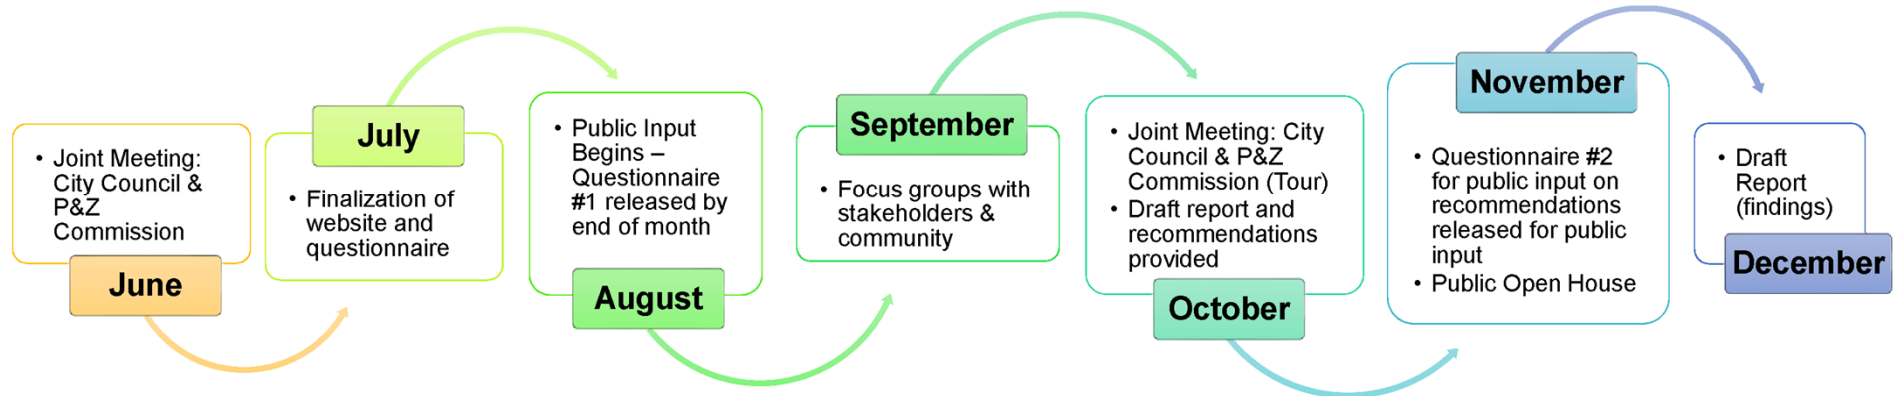 • Joint Meeting:
City Council &
P&Z
Commission
June
July
• Finalization of
website and
questionnaire
• Public Input
Begins –
Questionnaire
#1 released by
end of month
August
September
• Focus groups with
stakeholders &
community
• Joint Meeting: City
Council & P&Z
Commission (Tour)
• Draft report and
recommendations
provided
October
November
• Questionnaire #2
for public input on
recommendations
released for public
input
• Public Open House
• Draft
Report
(findings)
December